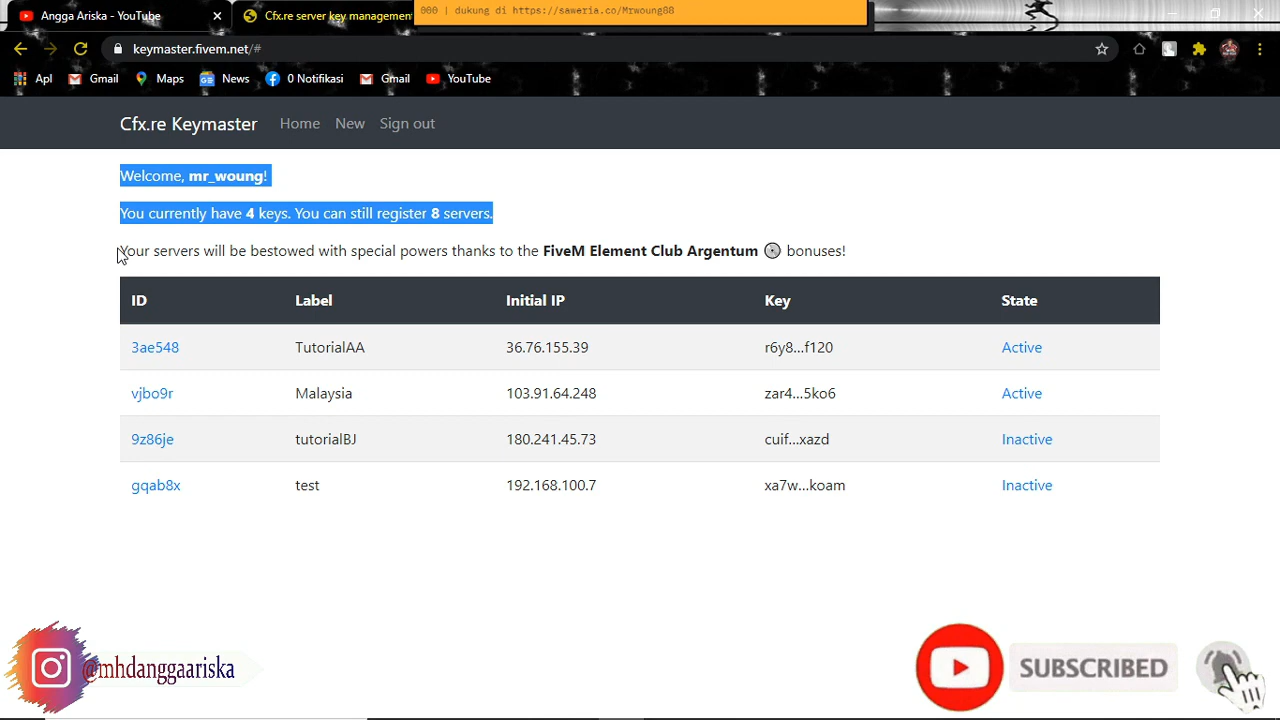 Angga Ariska - YouTube
Cfx.re server key management
000 | dukung di https://saweria.co/Mrwoung88
keymaster.fivem.net/#
Apl
Gmail
Maps
News
0 Notifikasi
Gmail
YouTube
Cfx.re Keymaster Home New Sign out
Welcome, mr_woung!
You currently have 4 keys. You can still register 8 servers.
Your servers will be bestowed with special powers thanks to the FiveM Element Club Argentum bonuses!
ID Label Initial IP Key State
3ae548 TutorialAA 36.76.155.39 r6y8...f120 Active
vjbo9r Malaysia 103.91.64.248 zar4...5ko6 Active
9z86je tutorialBJ 180.241.45.73 cuif...xazd Inactive
gqab8x test 192.168.100.7 xa7w...koam Inactive
@mhdanggaariska
SUBSCRIBED